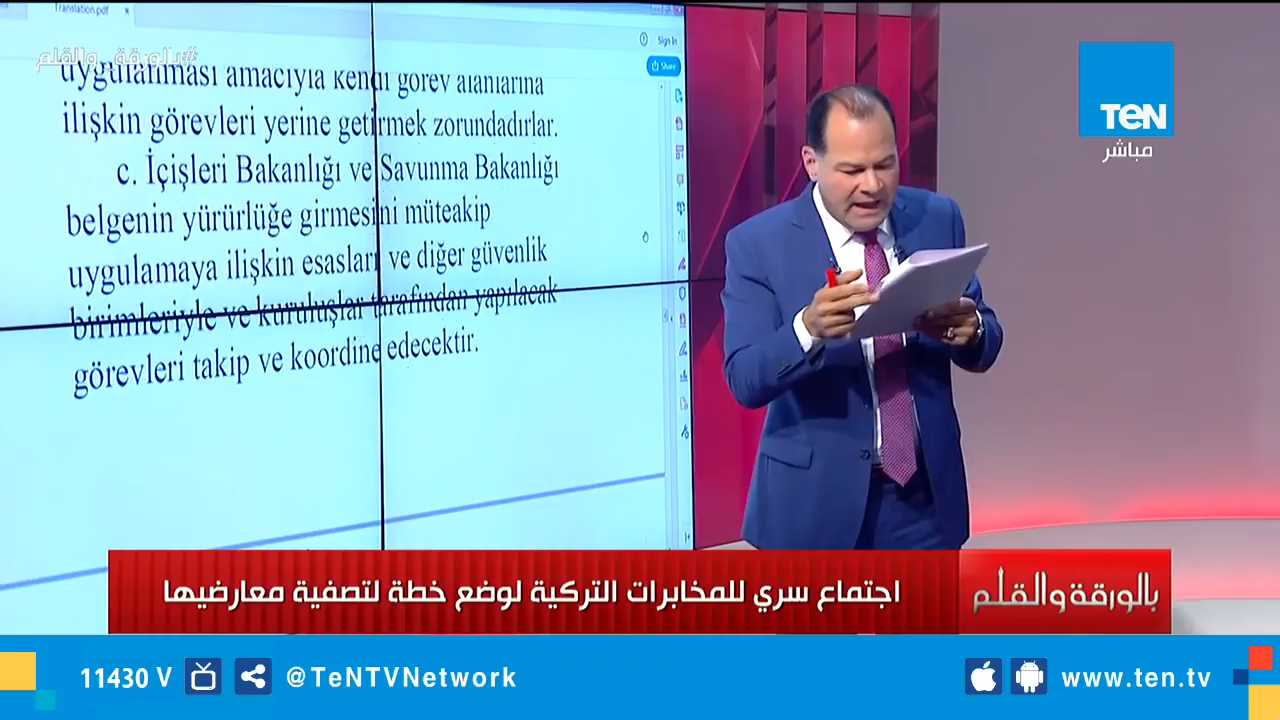 Translation.pdf
Sign In
Share
#بالورقة_والقلم
uygulanması amacıyla kendi görev alanlarına
ilişkin görevleri yerine getirmek zorundadırlar.
c. İçişleri Bakanlığı ve Savunma Bakanlığı
belgenin yürürlüğe girmesini müteakip
uygulamaya ilişkin esasları ve diğer güvenlik
birimleriyle ve kuruluşlar tarafından yapılacak
görevleri takip ve koordine edecektir.
TEN
مباشر
اجتماع سري للمخابرات التركية لوضع خطة لتصفية معارضيها
بالورقة والقلم
11430 V
@TeNTVNetwork
www.ten.tv